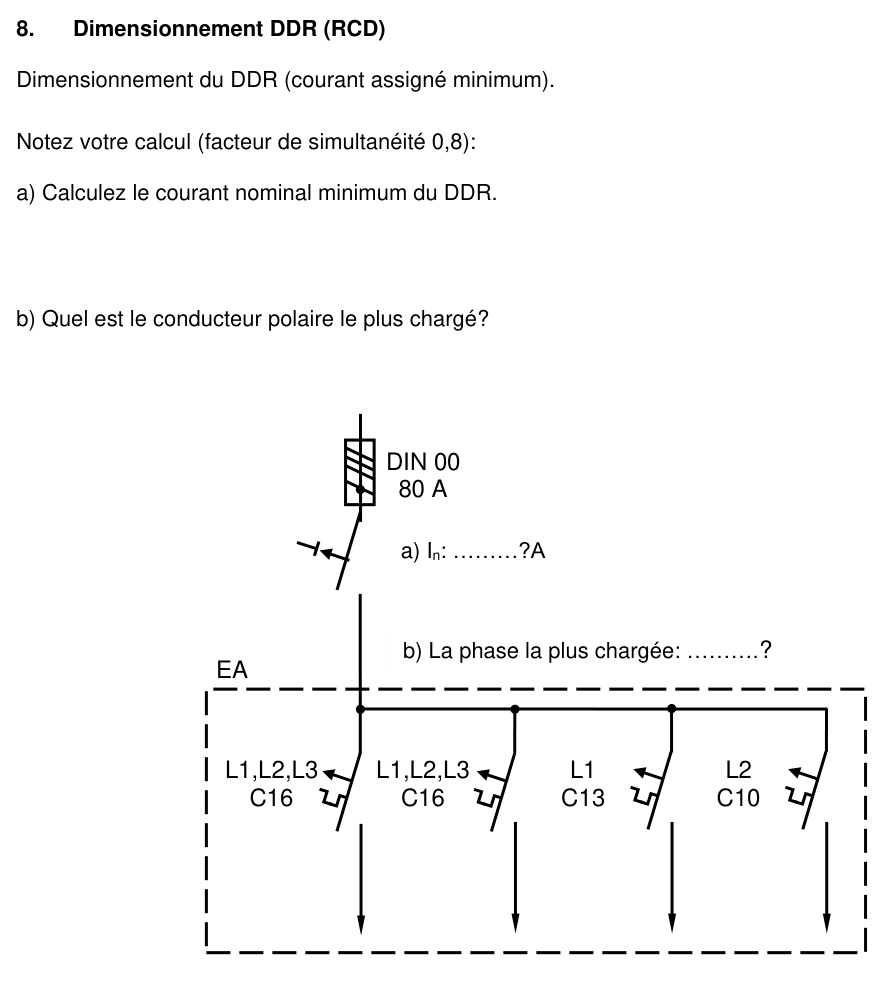 8. Dimensionnement DDR (RCD)
Dimensionnement du DDR (courant assigné minimum).
Notez votre calcul (facteur de simultanéité 0,8):
a) Calculez le courant nominal minimum du DDR.
b) Quel est le conducteur polaire le plus chargé?
DIN 00
80 A
a) In: ………?A
b) La phase la plus chargée: ……….?
EA
L1,L2,L3
C16
L1,L2,L3
C16
L1
C13
L2
C10